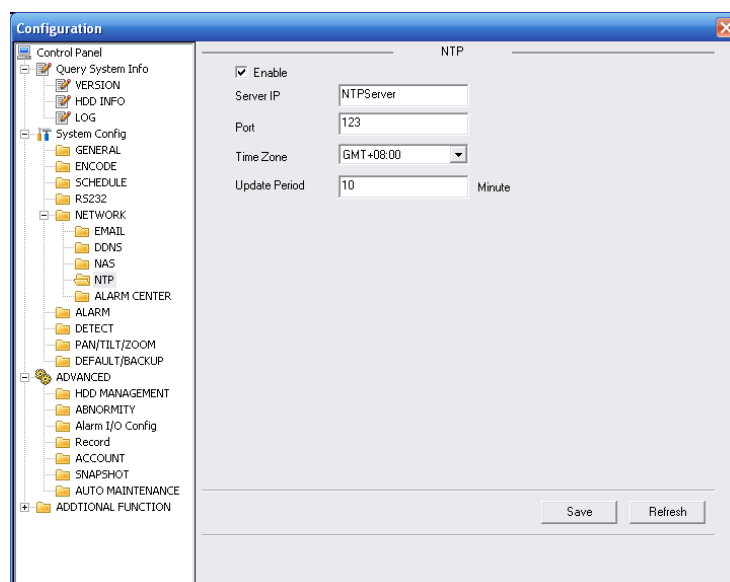 Configuration
Control Panel
Query System Info
VERSION
HDD INFO
LOG
System Config
GENERAL
ENCODE
SCHEDULE
RS232
NETWORK
EMAIL
DDNS
NAS
NTP
ALARM CENTER
ALARM
DETECT
PAN/TILT/ZOOM
DEFAULT/BACKUP
ADVANCED
HDD MANAGEMENT
ABNORMITY
Alarm I/O Config
Record
ACCOUNT
SNAPSHOT
AUTO MAINTENANCE
ADDTIONAL FUNCTION
NTP
Enable
Server IP NTPServer
Port 123
Time Zone GMT+08:00
Update Period 10 Minute
Save Refresh